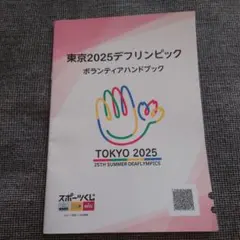 東京2025デフリンピック
ボランティアハンドブック
TOKYO 2025
25TH SUMMER DEAFLYMPICS
スポーツくじ